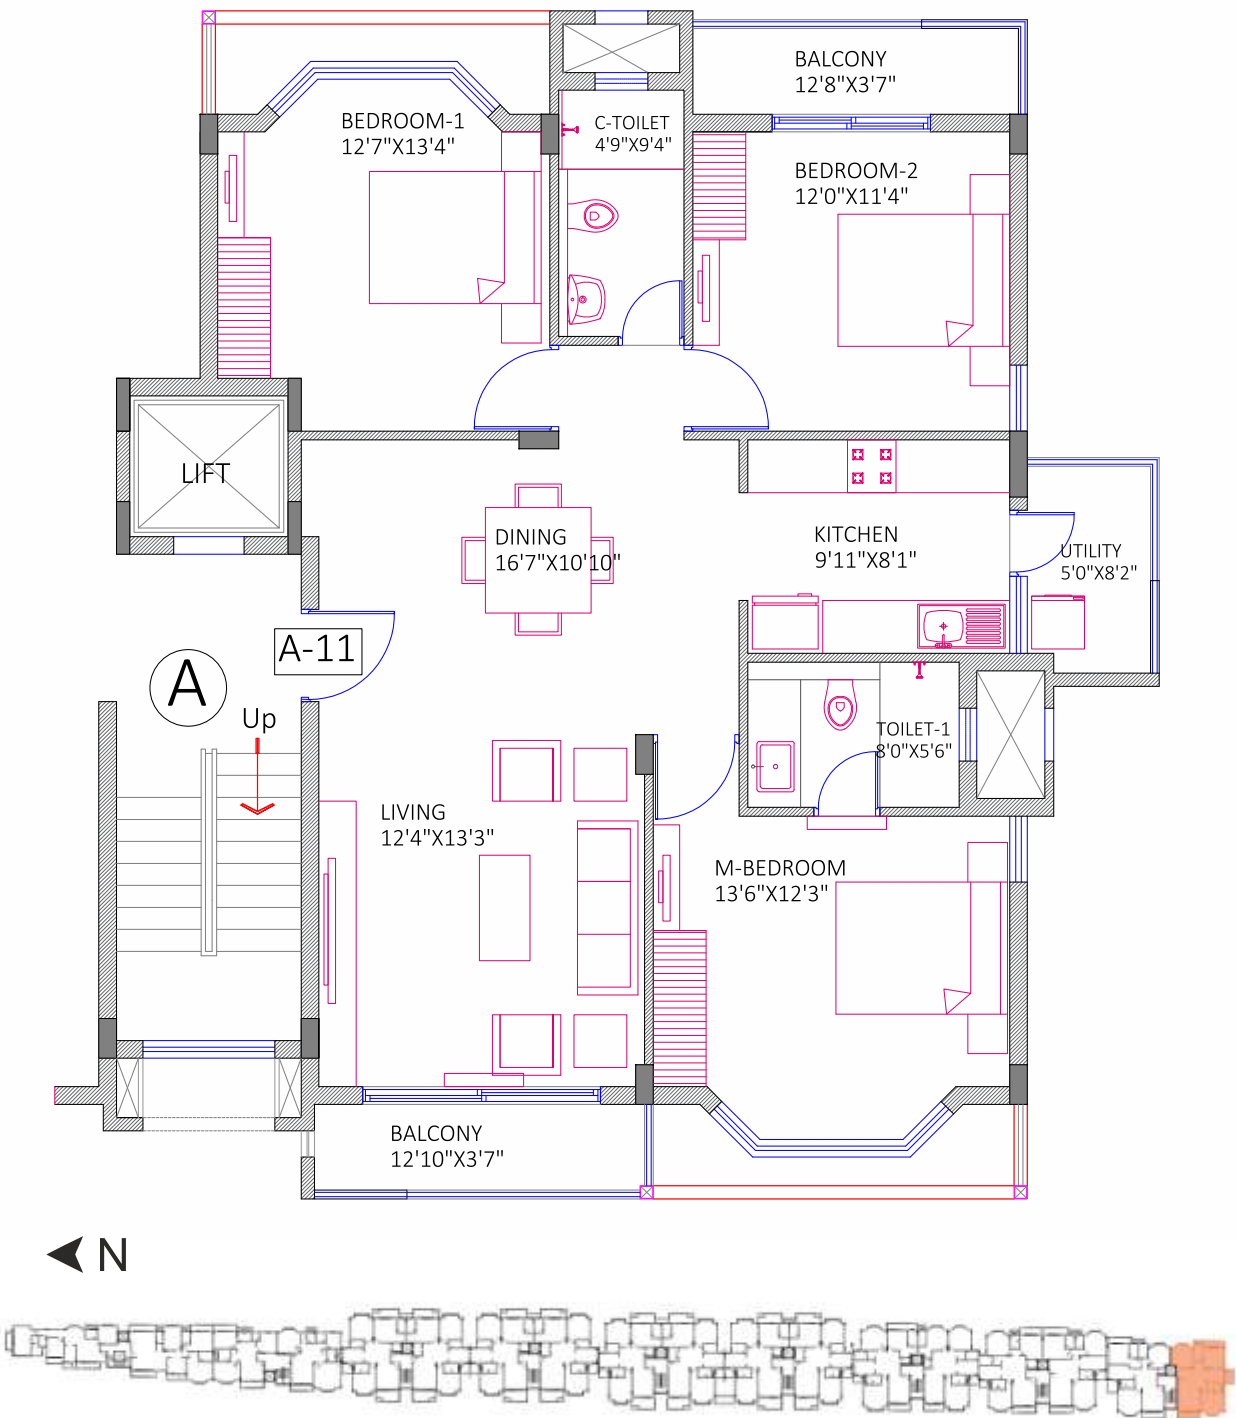 BALCONY
12'8"X3'7"
BEDROOM-1
12'7"X13'4"
C-TOILET
4'9"X9'4"
BEDROOM-2
12'0"X11'4"
LIFT
DINING
16'7"X10'10"
KITCHEN
9'11"X8'1"
UTILITY
5'0"X8'2"
A-11
A
Up
TOILET-1
8'0"X5'6"
LIVING
12'4"X13'3"
M-BEDROOM
13'6"X12'3"
BALCONY
12'10"X3'7"
N